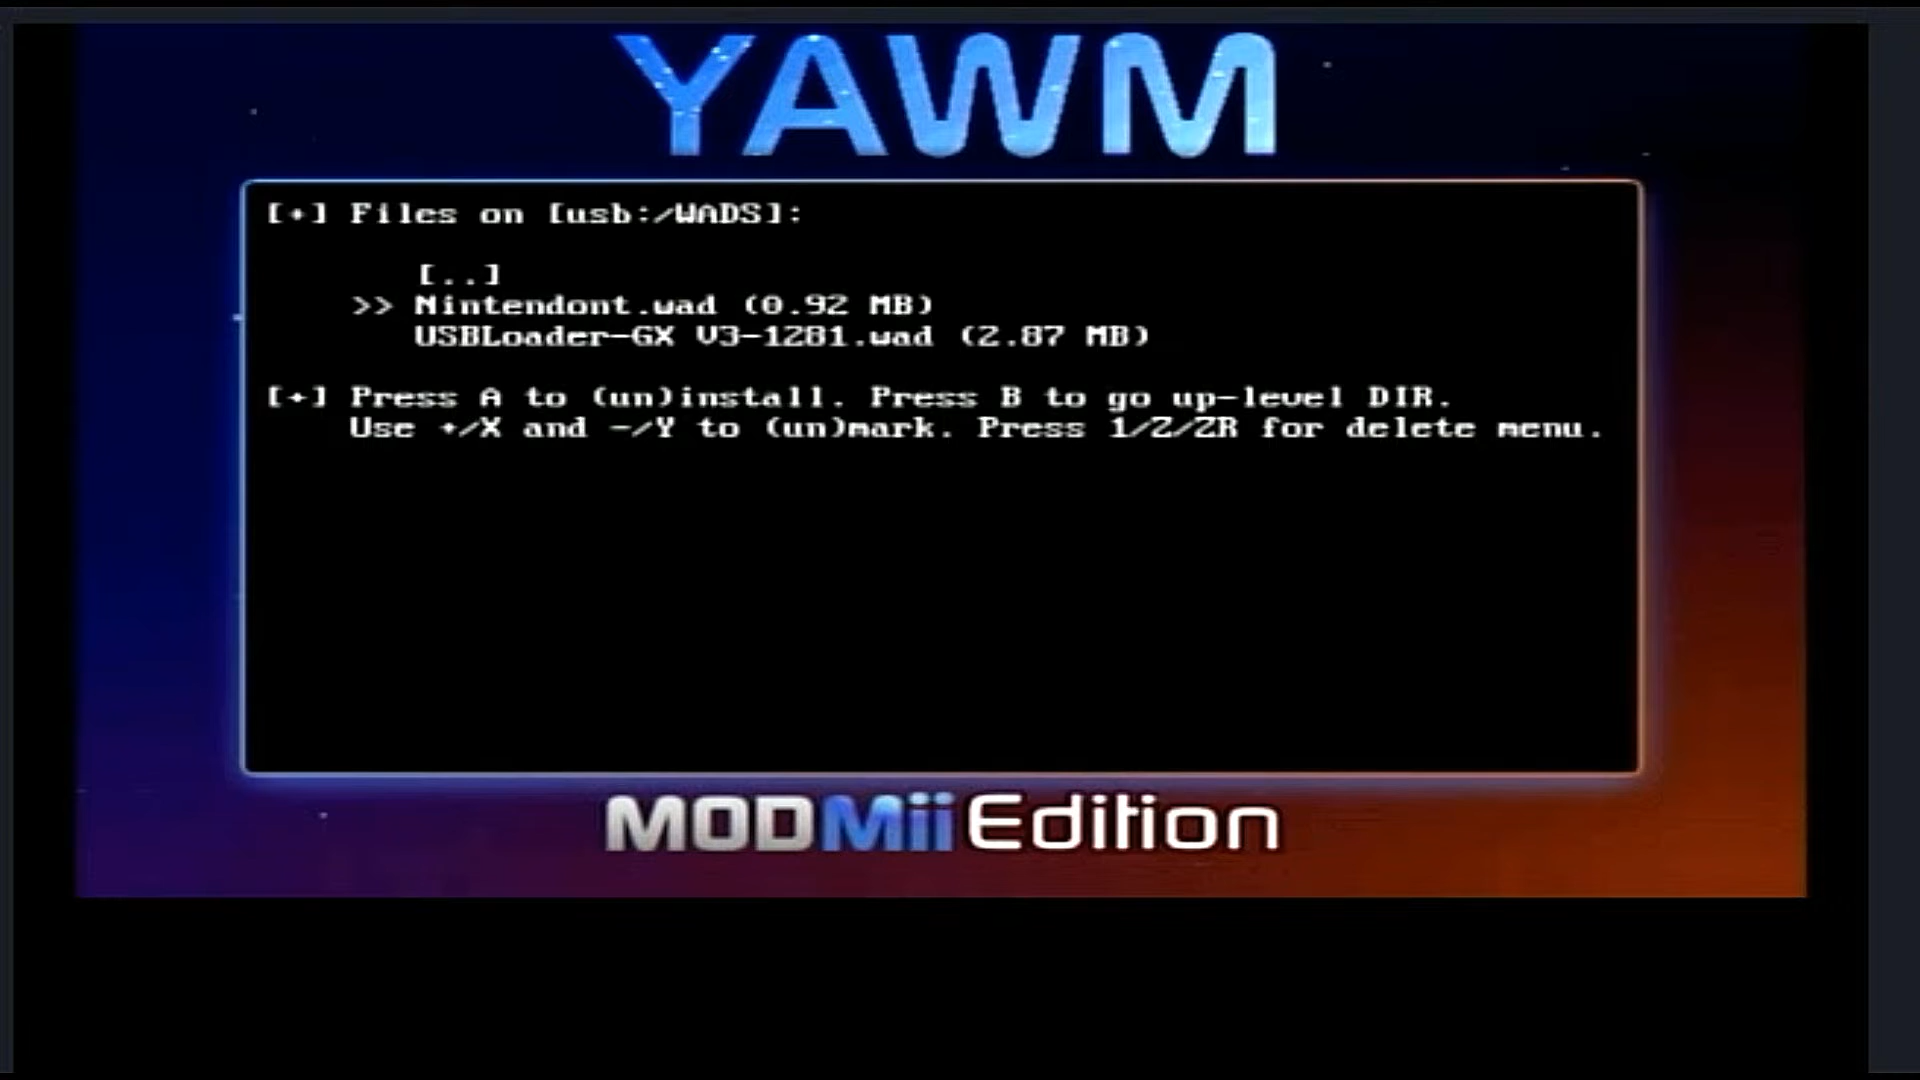 YAWM
[+] Files on [usb:/WADS]:
[..]
>> Nintendont.wad (0.92 MB)
USBLoader-GX V3-1281.wad (2.87 MB)
[+] Press A to (un)install. Press B to go up-level DIR.
Use +/X and -/Y to (un)mark. Press 1/Z/ZR for delete menu.
MODMii Edition